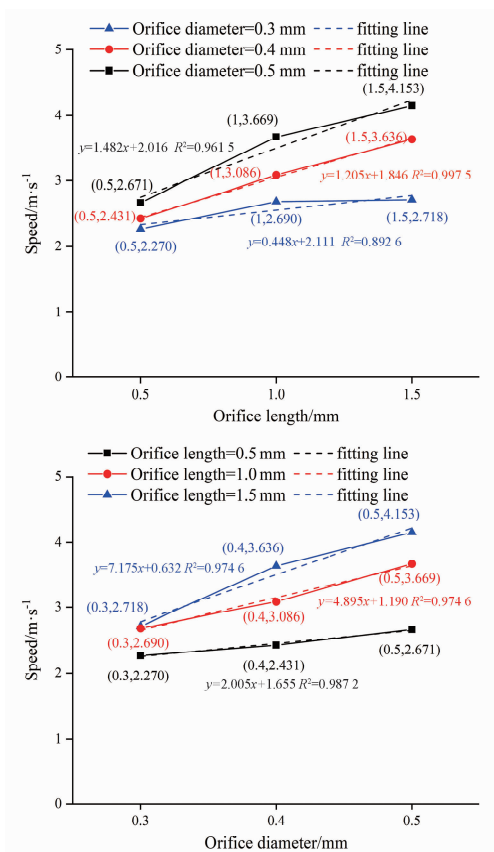 Orifice diameter=0.3 mm fitting line
Orifice diameter=0.4 mm fitting line
Orifice diameter=0.5 mm fitting line
5
(1.5,4.153)
4
(1,3.669)
(1.5,3.636)
y=1.482x+2.016 R²=0.961 5
(1,3.086)
y=1.205x+1.846 R²=0.997 5
(0.5,2.671)
3
(0.5,2.431)
(1,2.690)
(1.5,2.718)
(0.5,2.270)
y=0.448x+2.111 R²=0.892 6
2
1
0
Speed/m·s⁻¹
0.5 1.0 1.5
Orifice length/mm
Orifice length=0.5 mm fitting line
Orifice length=1.0 mm fitting line
Orifice length=1.5 mm fitting line
5
(0.5,4.153)
4
(0.4,3.636)
y=7.175x+0.632 R²=0.974 6
(0.5,3.669)
(0.3,2.718)
y=4.895x+1.190 R²=0.974 6
3
(0.4,3.086)
(0.3,2.690)
(0.3,2.270)
(0.4,2.431)
(0.5,2.671)
y=2.005x+1.655 R²=0.987 2
2
1
0
Speed/m·s⁻¹
0.3 0.4 0.5
Orifice diameter/mm